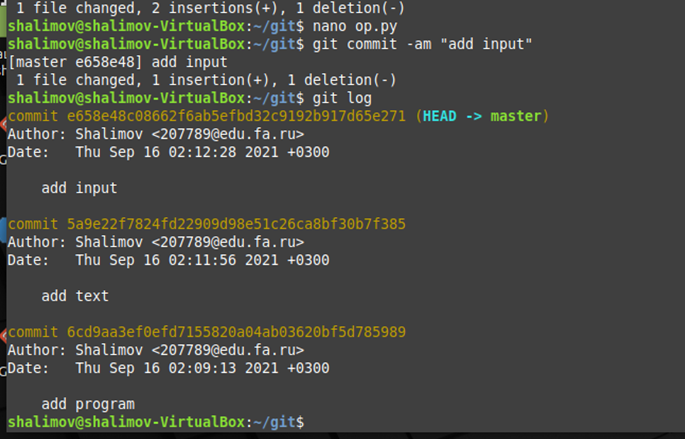 1 file changed, 2 insertions(+), 1 deletion(-)
shalimov@shalimov-VirtualBox:~/git$ nano op.py
shalimov@shalimov-VirtualBox:~/git$ git commit -am "add input"
[master e658e48] add input
1 file changed, 1 insertion(+), 1 deletion(-)
shalimov@shalimov-VirtualBox:~/git$ git log
commit e658e48c08662f6ab5efbd32c9192b917d65e271 (HEAD -> master)
Author: Shalimov <207789@edu.fa.ru>
Date:   Thu Sep 16 02:12:28 2021 +0300
add input
commit 5a9e22f7824fd22909d98e51c26ca8bf30b7f385
Author: Shalimov <207789@edu.fa.ru>
Date:   Thu Sep 16 02:11:56 2021 +0300
add text
commit 6cd9aa3ef0efd7155820a04ab03620bf5d785989
Author: Shalimov <207789@edu.fa.ru>
Date:   Thu Sep 16 02:09:13 2021 +0300
add program
shalimov@shalimov-VirtualBox:~/git$